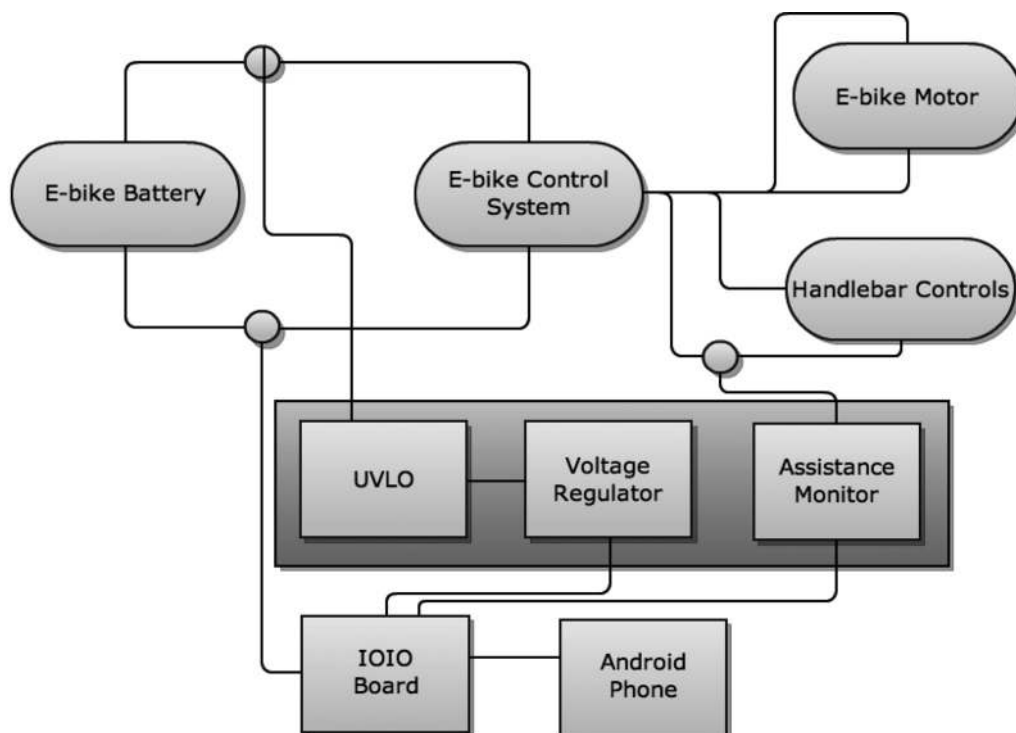 E-bike Motor
E-bike Battery
E-bike Control
System
Handlebar Controls
UVLO
Voltage
Regulator
Assistance
Monitor
IOIO
Board
Android
Phone